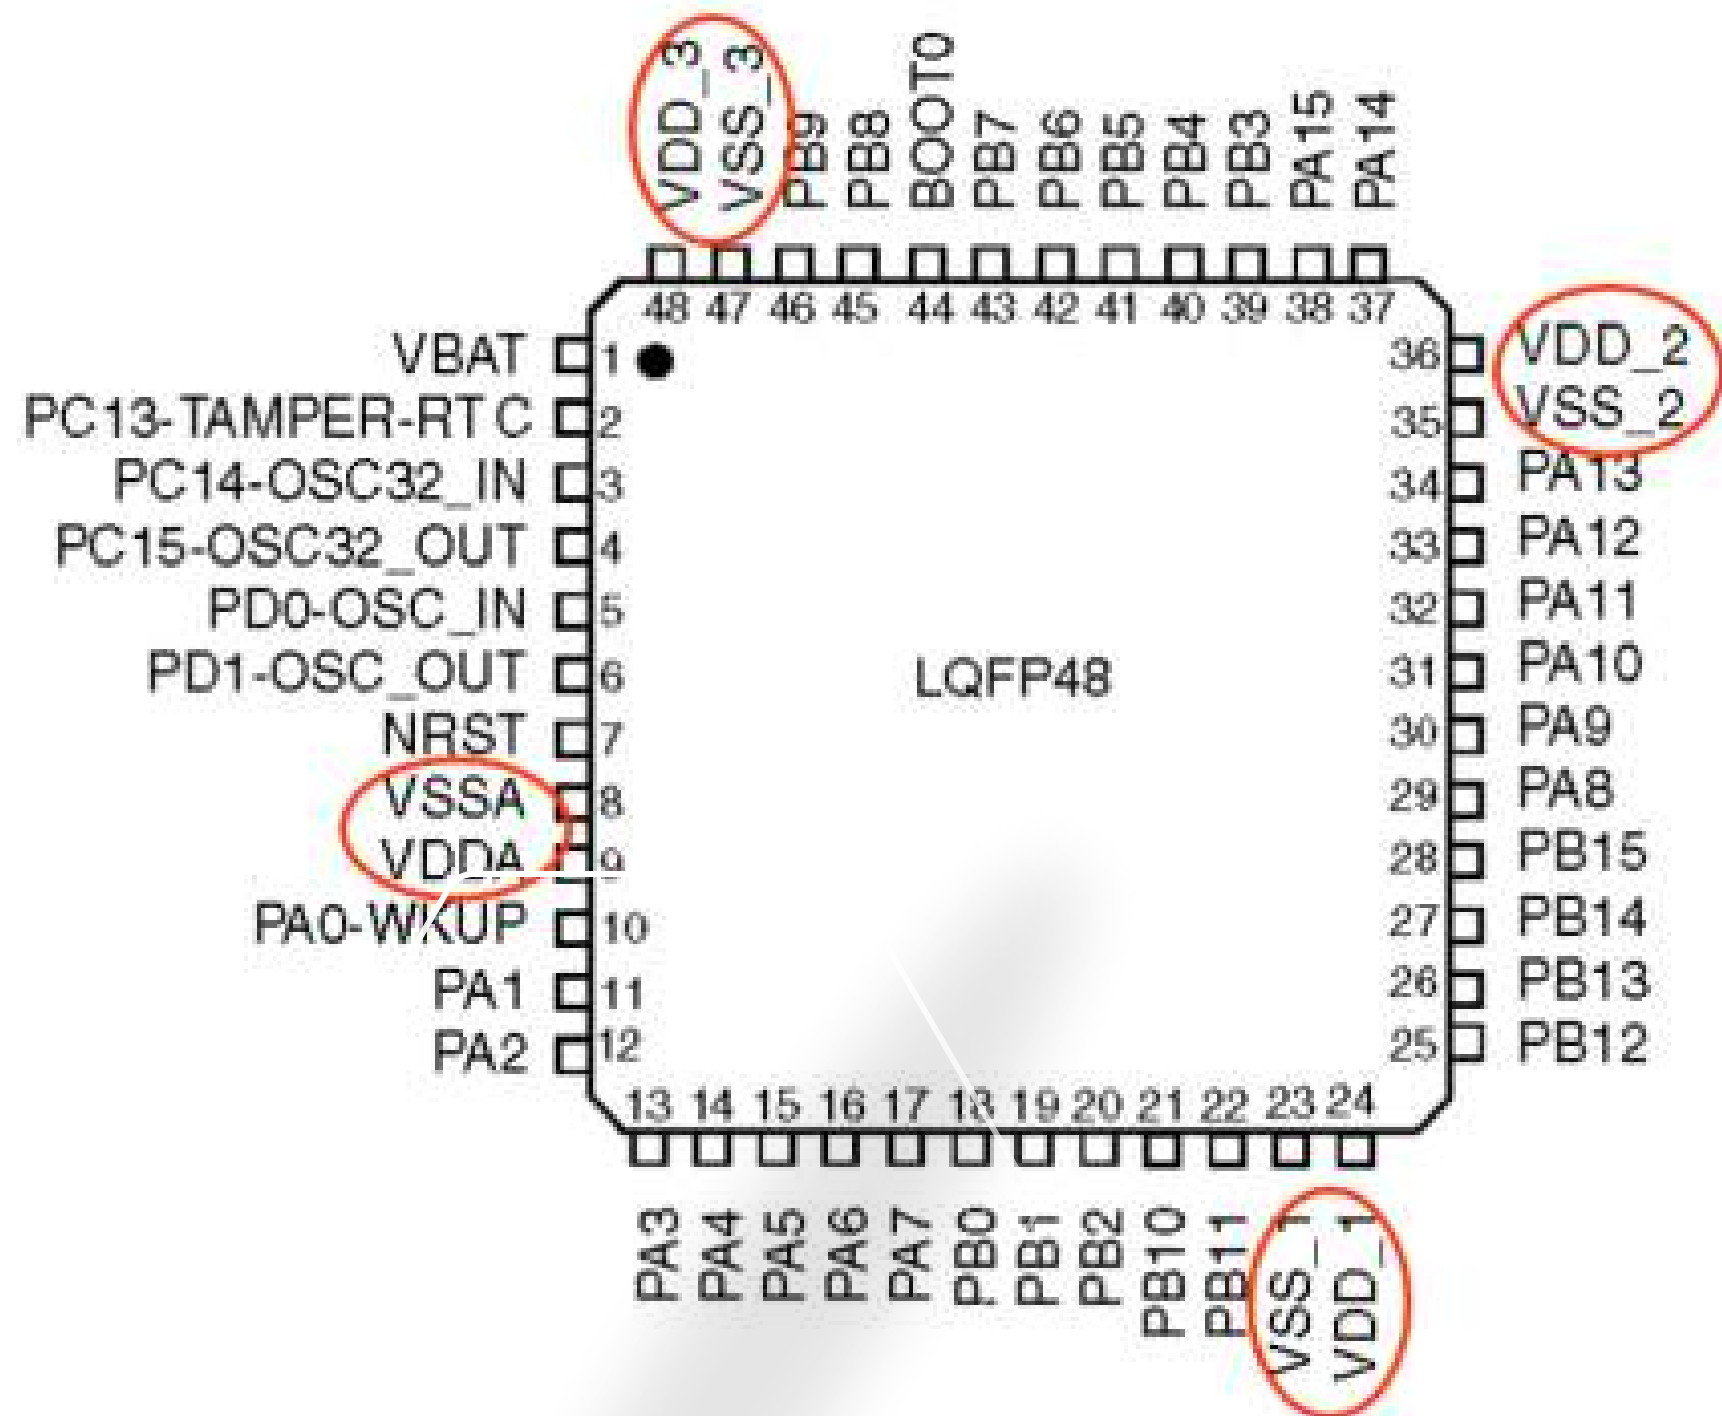 VDD_3
VSS_3
PB9
PB8
BOOT0
PB7
PB6
PB5
PB4
PB3
PA15
PA14
48 47 46 45 44 43 42 41 40 39 38 37
VBAT 1
PC13-TAMPER-RTC 2
PC14-OSC32_IN 3
PC15-OSC32_OUT 4
PD0-OSC_IN 5
PD1-OSC_OUT 6
NRST 7
VSSA 8
VDDA 9
PA0-WKUP 10
PA1 11
PA2 12
LQFP48
36 VDD_2
35 VSS_2
34 PA13
33 PA12
32 PA11
31 PA10
30 PA9
29 PA8
28 PB15
27 PB14
26 PB13
25 PB12
13 14 15 16 17 18 19 20 21 22 23 24
PA3
PA4
PA5
PA6
PA7
PB0
PB1
PB2
PB10
PB11
VSS_1
VDD_1